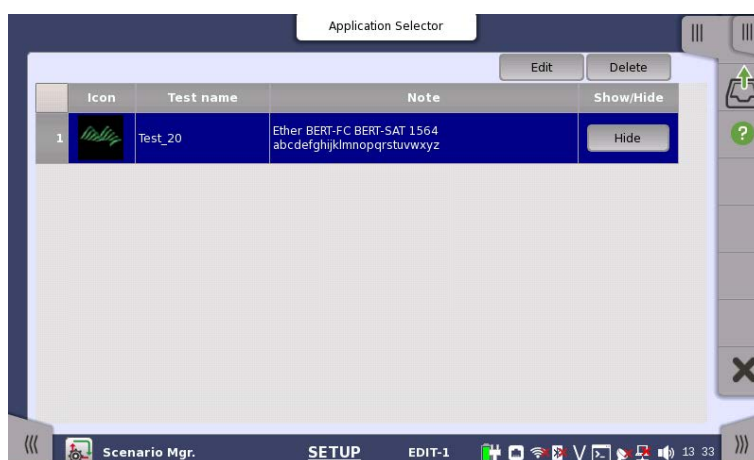 Application Selector
Edit Delete
Icon Test name Note Show/Hide
1 Test_20 Ether BERT-FC BERT-SAT 1564 Hide
abcdefghijklmnopqrstuvwxyz
Scenario Mgr. SETUP EDIT-1 13 33